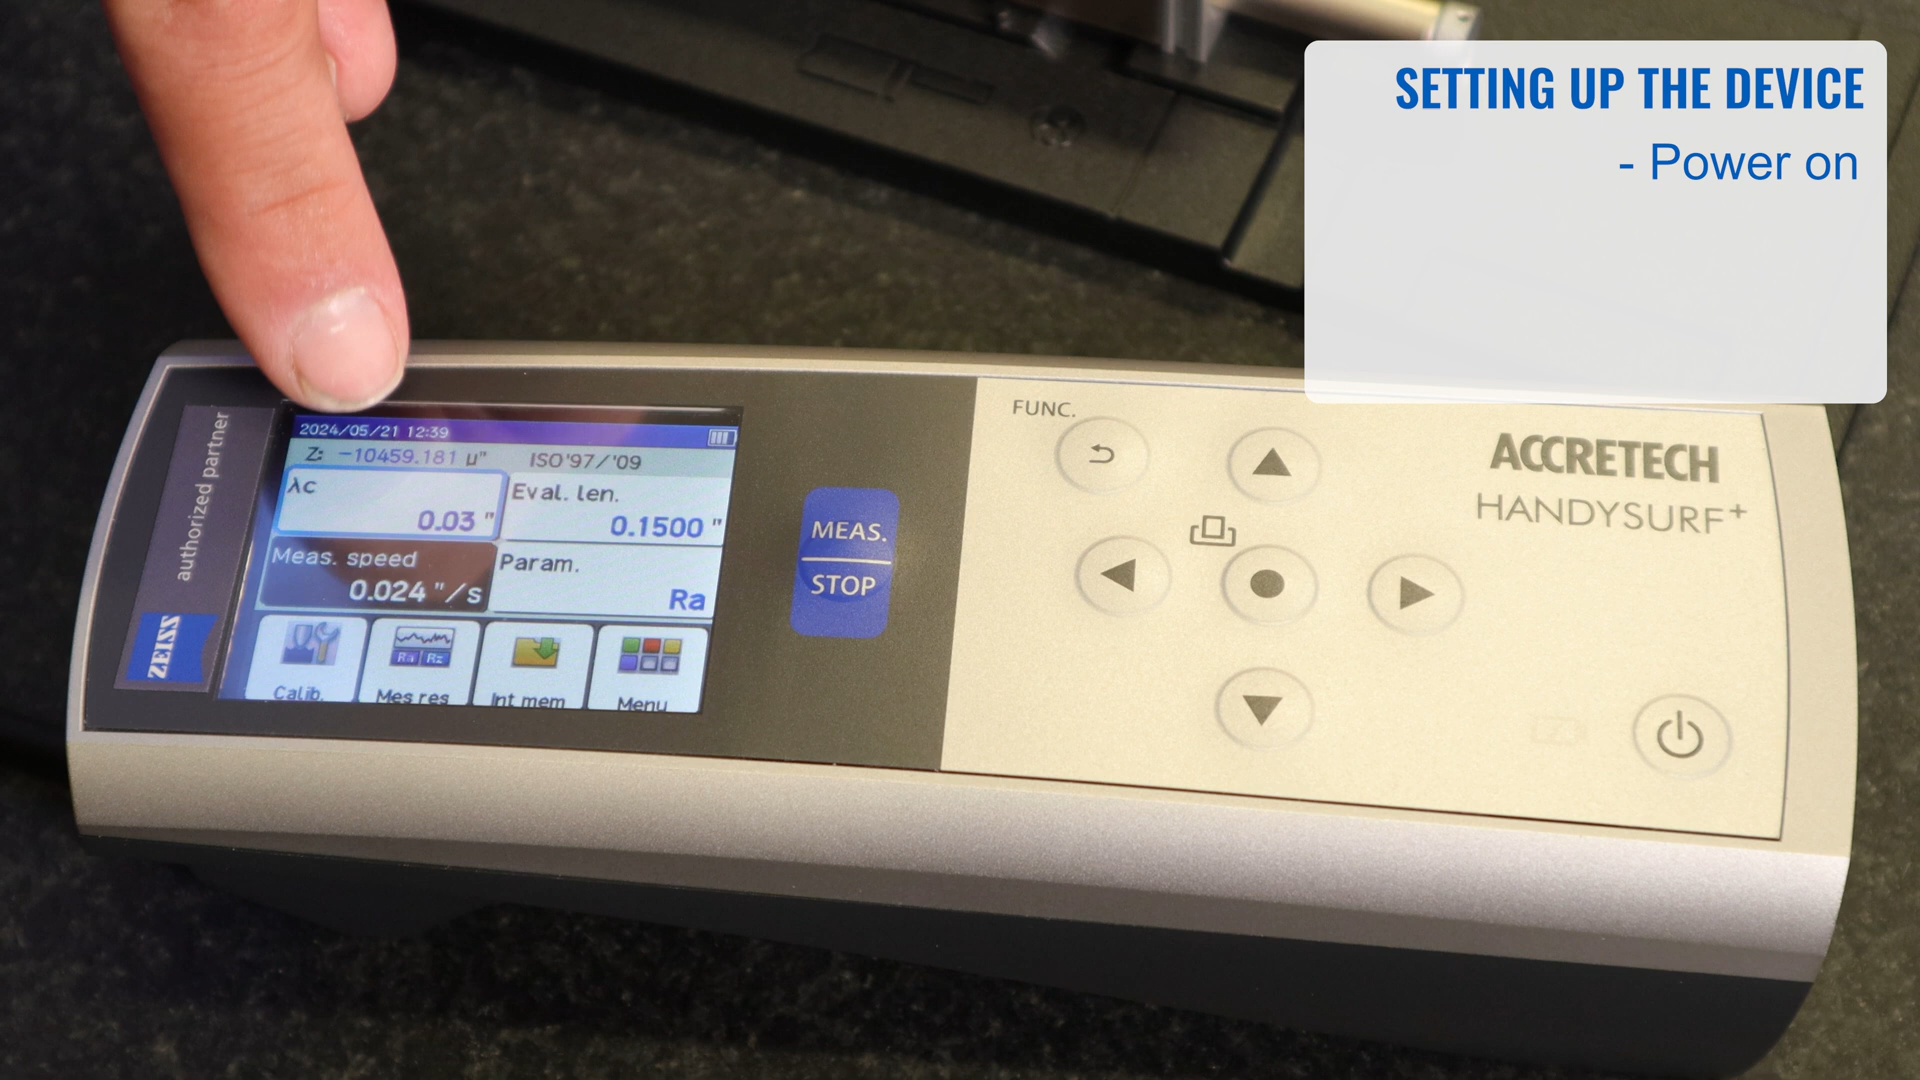 SETTING UP THE DEVICE
- Power on
authorized partner
ZEISS
2024/05/21 12:39
Z: -10459.181 μ" ISO'97/'09
λc
0.03 "
Eval. len.
0.1500 "
Meas. speed
0.024 "/s
Param.
Ra
Ra Rz
Calib.
Mes res
Int mem
Menu
MEAS.
STOP
FUNC.
ACCRETECH
HANDYSURF+